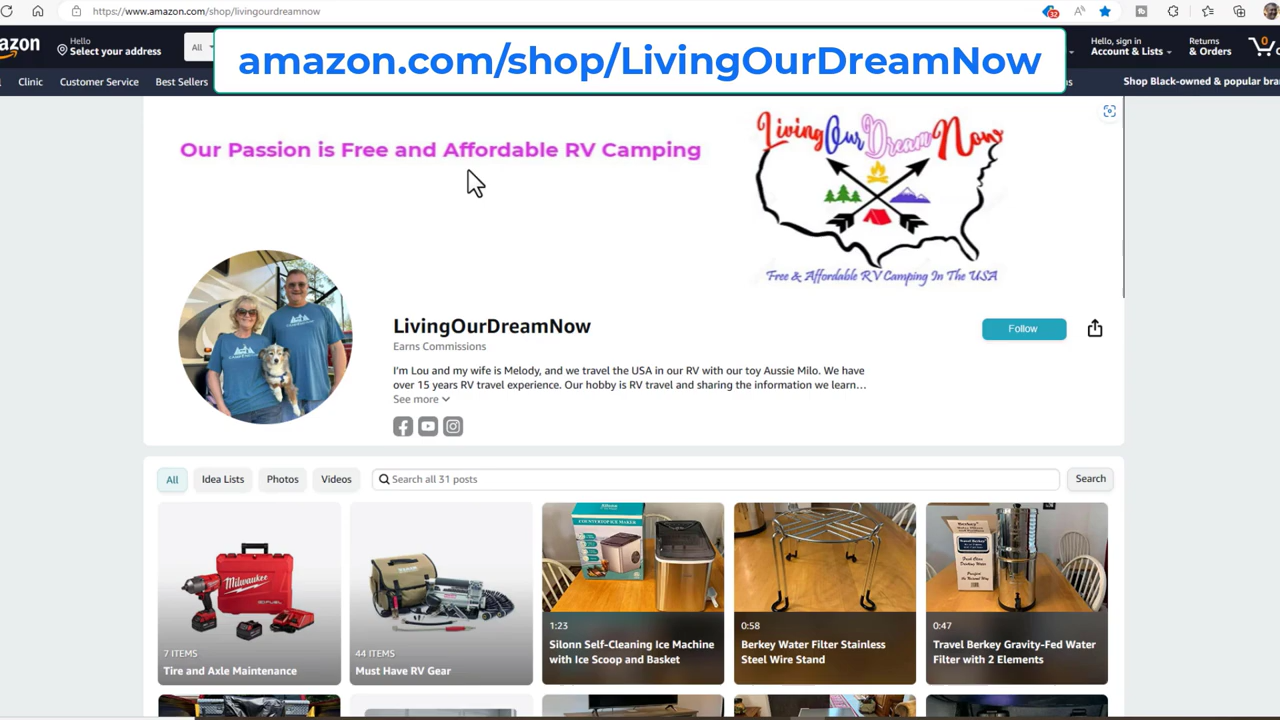 https://www.amazon.com/shop/livingourdreamnow
32
azon
Hello
Select your address
All
amazon.com/shop/LivingOurDreamNow
Hello, sign in
Account & Lists
Returns
& Orders
0
Clinic
Customer Service
Best Sellers
Shop Black-owned & popular bran
Our Passion is Free and Affordable RV Camping
Living Our Dream Now
Free & Affordable RV Camping In The USA
LivingOurDreamNow
Earns Commissions
Follow
I'm Lou and my wife is Melody, and we travel the USA in our RV with our toy Aussie Milo. We have
over 15 years RV travel experience. Our hobby is RV travel and sharing the information we learn...
See more
All
Idea Lists
Photos
Videos
Search all 31 posts
Search
Milwaukee
7 ITEMS
Tire and Axle Maintenance
44 ITEMS
Must Have RV Gear
COUNTERTOP ICE MAKER
1:23
Silonn Self-Cleaning Ice Machine
with Ice Scoop and Basket
0:58
Berkey Water Filter Stainless
Steel Wire Stand
0:47
Travel Berkey Gravity-Fed Water
Filter with 2 Elements